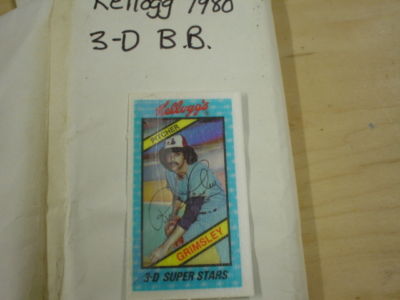 Kellogg 1980
3-D B.B.
Kellogg's
PITCHER
GRIMSLEY
3-D SUPER STARS